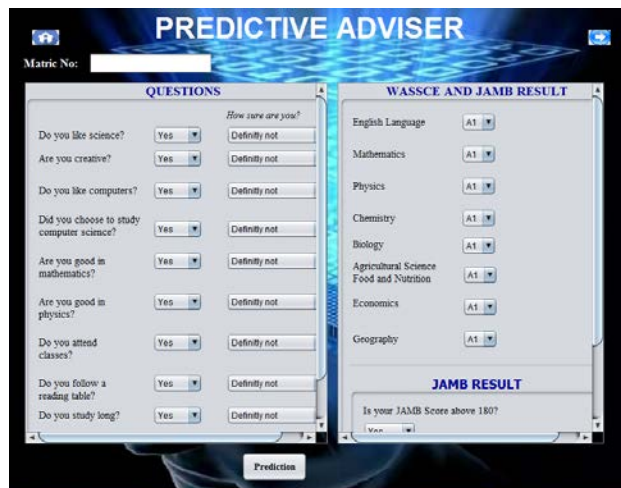 PREDICTIVE ADVISER
Matric No:
QUESTIONS
How sure are you?
Do you like science? Yes Definitly not
Are you creative? Yes Definitly not
Do you like computers? Yes Definitly not
Did you choose to study
computer science? Yes Definitly not
Are you good in
mathematics? Yes Definitly not
Are you good in
physics? Yes Definitly not
Do you attend
classes? Yes Definitly not
Do you follow a
reading table? Yes Definitly not
Do you study long? Yes Definitly not
WASSCE AND JAMB RESULT
English Language A1
Mathematics A1
Physics A1
Chemistry A1
Biology A1
Agricultural Science
Food and Nutrition A1
Economics A1
Geography A1
JAMB RESULT
Is your JAMB Score above 180?
Yes
Prediction